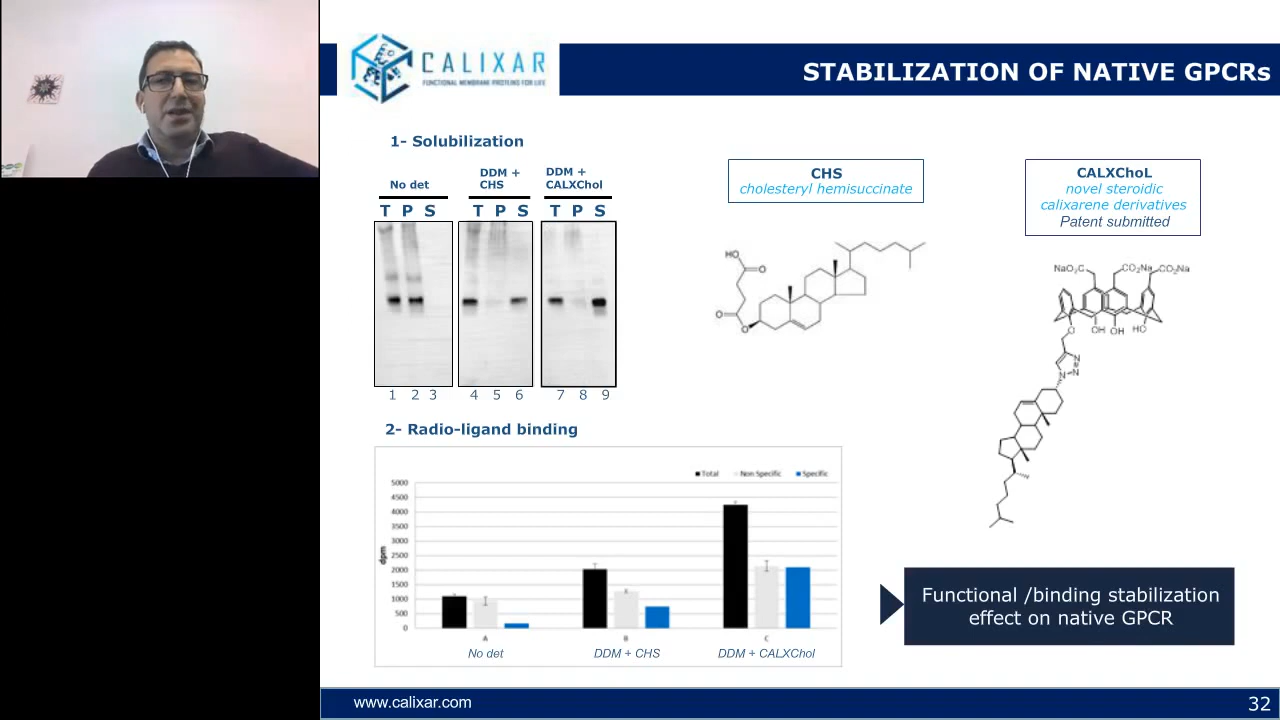 CALIXAR
FUNCTIONAL MEMBRANE PROTEINS FOR LIFE
STABILIZATION OF NATIVE GPCRs
1- Solubilization
No det
DDM +
CHS
DDM +
CALXChol
T P S
T P S
T P S
1 2 3
4 5 6
7 8 9
CHS
cholesteryl hemisuccinate
CALXChoL
novel steroidic
calixarene derivatives
Patent submitted
HO
O
O
O
NaO₂C
CO₂Na
CO₂Na
OH
OH
HO
O
N
N
N
2- Radio-ligand binding
Total Non Specific Specific
5000
4500
4000
3500
3000
2500
2000
1500
1000
500
0
dpm
A B C
No det DDM + CHS DDM + CALXChol
Functional /binding stabilization
effect on native GPCR
www.calixar.com
32